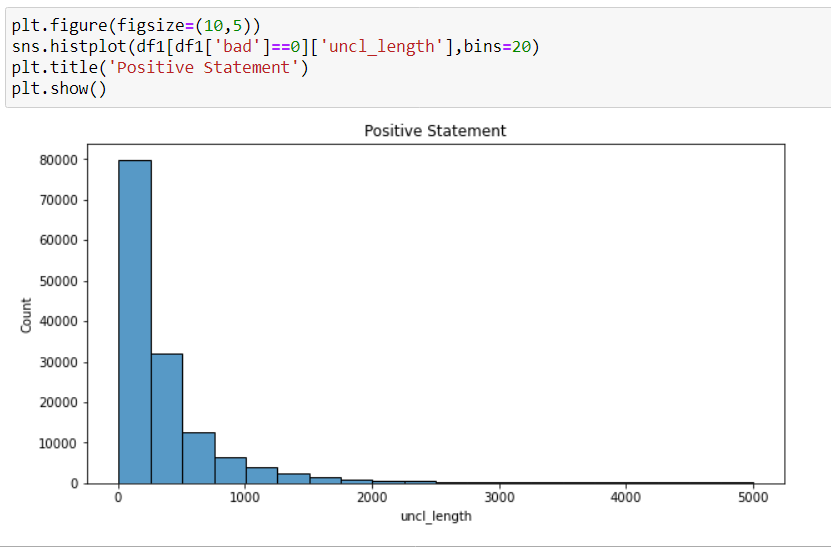 plt.figure(figsize=(10,5))
sns.histplot(df1[df1['bad']==0]['uncl_length'],bins=20)
plt.title('Positive Statement')
plt.show()
Positive Statement
80000
70000
60000
50000
40000
30000
20000
10000
0
Count
0 1000 2000 3000 4000 5000
uncl_length